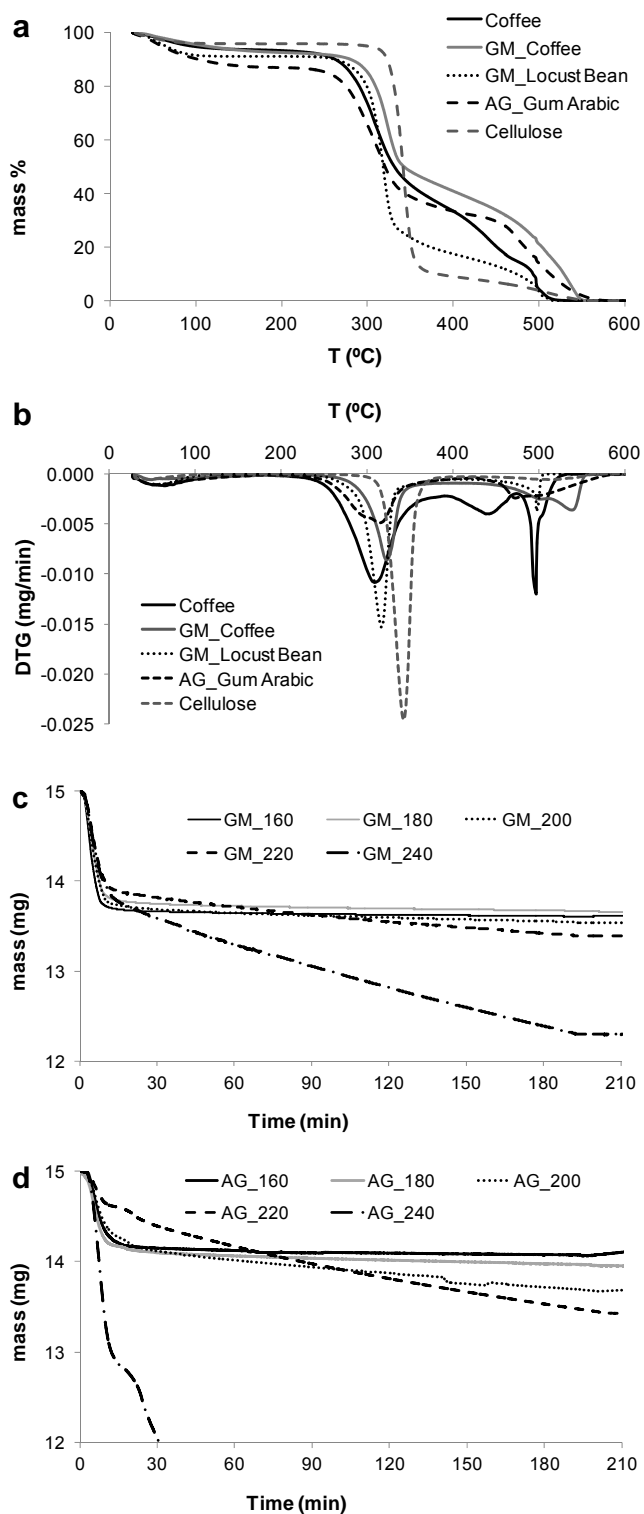 a
100
80
60
40
20
0
mass %
Coffee
GM_Coffee
GM_Locust Bean
AG_Gum Arabic
Cellulose
0 100 200 300 400 500 600
T (ºC)
b
T (ºC)
0 100 200 300 400 500 600
0.000
-0.005
-0.010
-0.015
-0.020
-0.025
DTG (mg/min)
Coffee
GM_Coffee
GM_Locust Bean
AG_Gum Arabic
Cellulose
c
15
14
13
12
mass (mg)
GM_160 GM_180 GM_200
GM_220 GM_240
0 30 60 90 120 150 180 210
Time (min)
d
15
14
13
12
mass (mg)
AG_160 AG_180 AG_200
AG_220 AG_240
0 30 60 90 120 150 180 210
Time (min)